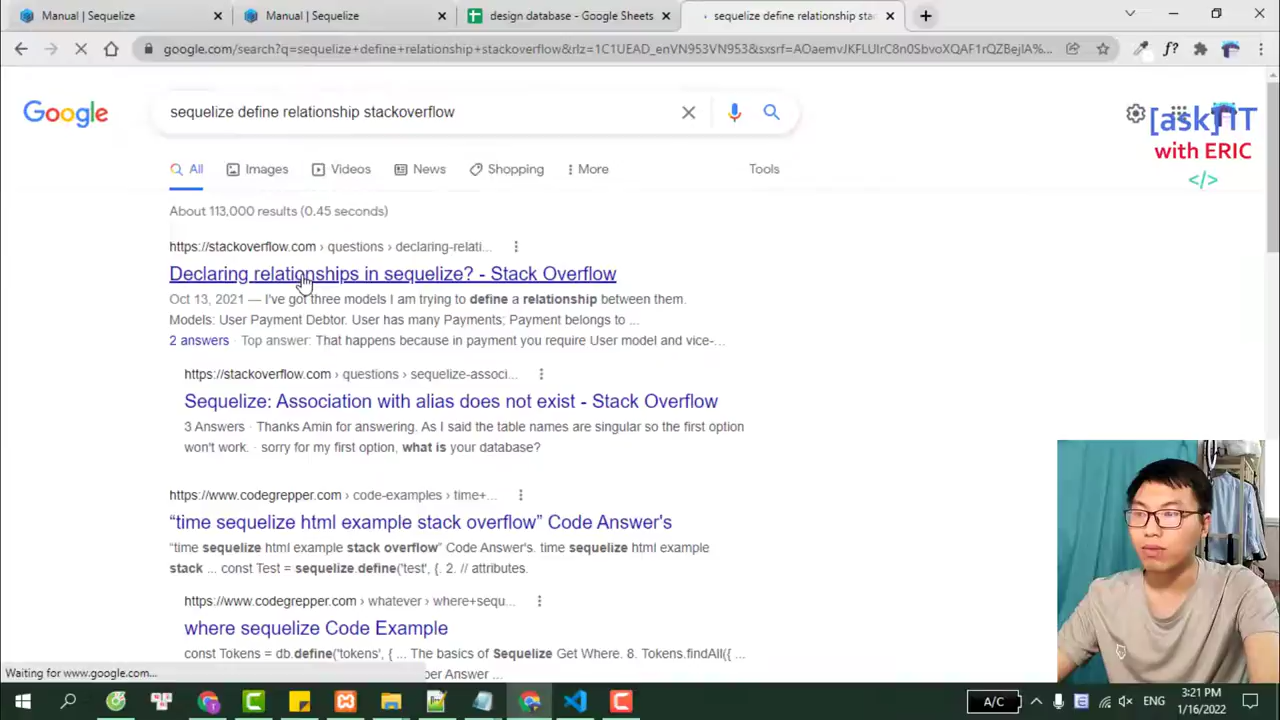 Manual | Sequelize
Manual | Sequelize
design database - Google Sheets
sequelize define relationship sta
google.com/search?q=sequelize+define+relationship+stackoverflow&rlz=1C1UEAD_enVN953VN953&sxsrf=AOaemvJKFLUIrC8n0SbvoXQAF1rQZBejIA%...
Google
sequelize define relationship stackoverflow
[ask] IT
with ERIC
</>
All
Images
Videos
News
Shopping
More
Tools
About 113,000 results (0.45 seconds)
https://stackoverflow.com › questions › declaring-relati...
Declaring relationships in sequelize? - Stack Overflow
Oct 13, 2021 — I've got three models I am trying to define a relationship between them.
Models: User Payment Debtor. User has many Payments; Payment belongs to ...
2 answers · Top answer: That happens because in payment you require User model and vice-...
https://stackoverflow.com › questions › sequelize-associ...
Sequelize: Association with alias does not exist - Stack Overflow
3 Answers · Thanks Amin for answering. As I said the table names are singular so the first option
won't work. · sorry for my first option, what is your database?
https://www.codegrepper.com › code-examples › time+...
“time sequelize html example stack overflow” Code Answer's
“time sequelize html example stack overflow” Code Answer's. time sequelize html example
stack ... const Test = sequelize.define('test', {. 2. // attributes.
https://www.codegrepper.com › whatever › where+sequ...
where sequelize Code Example
const Tokens = db.define('tokens', { ... The basics of Sequelize Get Where. 8. Tokens.findAll({ ...
per Answer ...
Waiting for www.google.com...
A/C
ENG
3:21 PM
1/16/2022